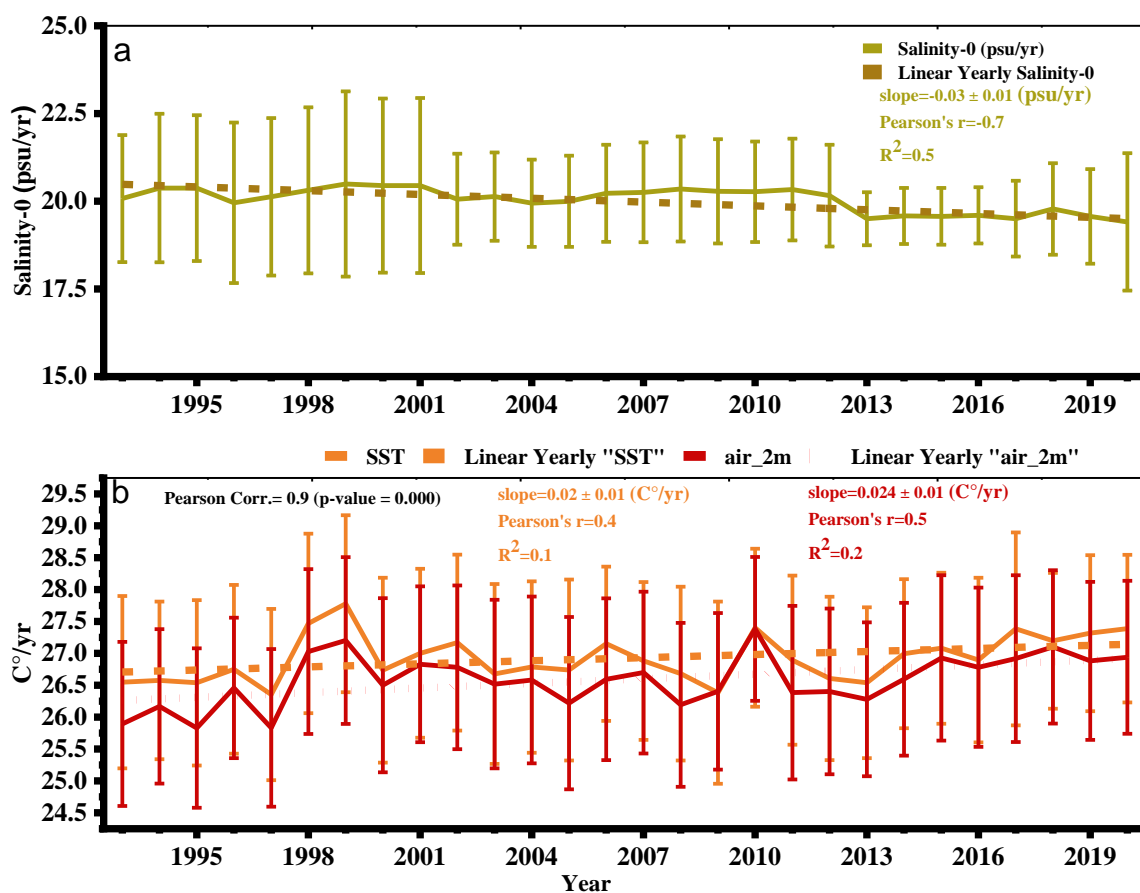 25.0
22.5
20.0
17.5
15.0
Salinity-0 (psu/yr)
a
Salinity-0 (psu/yr)
Linear Yearly Salinity-0
slope=-0.03 ± 0.01 (psu/yr)
Pearson's r=-0.7
R²=0.5
1995 1998 2001 2004 2007 2010 2013 2016 2019
SST Linear Yearly "SST" air_2m Linear Yearly "air_2m"
29.5
29.0
28.5
28.0
27.5
27.0
26.5
26.0
25.5
25.0
24.5
C°/yr
b
Pearson Corr.= 0.9 (p-value = 0.000)
slope=0.02 ± 0.01 (C°/yr)
Pearson's r=0.4
R²=0.1
slope=0.024 ± 0.01 (C°/yr)
Pearson's r=0.5
R²=0.2
1995 1998 2001 2004 2007 2010 2013 2016 2019
Year